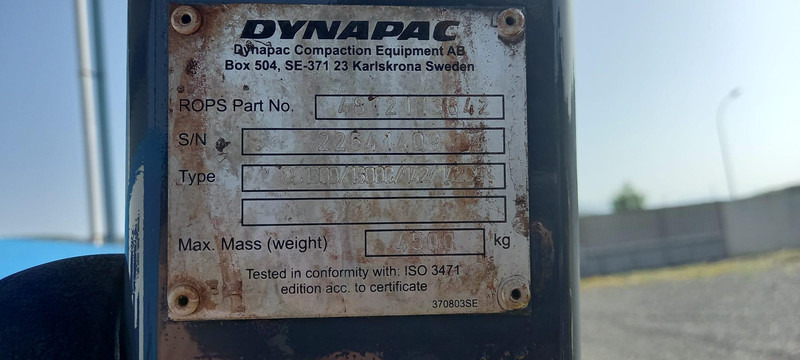 DYNAPAC
Dynapac Compaction Equipment AB
Box 504, SE-371 23 Karlskrona Sweden
ROPS Part No.
S/N
Type
Max. Mass (weight) 4500 kg
Tested in conformity with: ISO 3471
edition acc. to certificate
370803SE